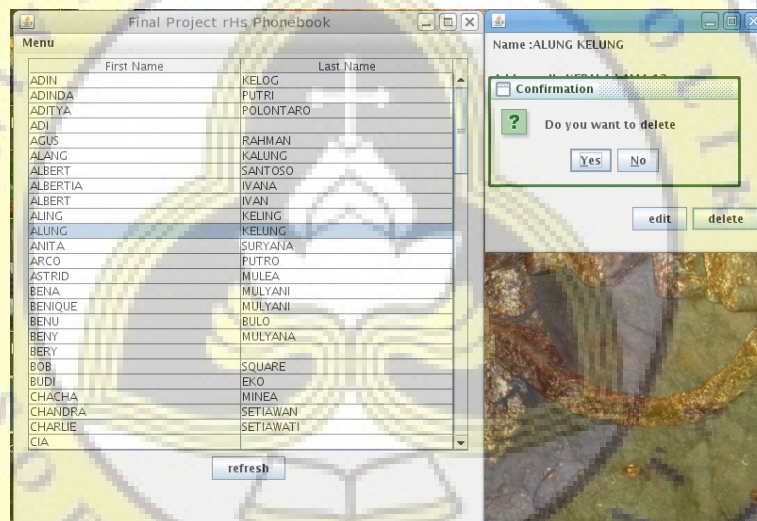 Final Project rHs Phonebook
Menu
First Name Last Name
ADIN KELOG
ADINDA PUTRI
ADITYA POLONTARO
ADI
AGUS RAHMAN
ALANG KALUNG
ALBERT SANTOSO
ALBERTIA IVANA
ALBERT IVAN
ALING KELING
ALUNG KELUNG
ANITA SURYANA
ARCO PUTRO
ASTRID MULEA
BENA MULYANI
BENIQUE MULYANI
BENU BULO
BENY MULYANA
BERY
BOB SQUARE
BUDI EKO
CHACHA MINEA
CHANDRA SETIAWAN
CHARLIE SETIAWATI
CIA
refresh
Name :ALUNG KELUNG
Confirmation
? Do you want to delete
Yes No
edit delete